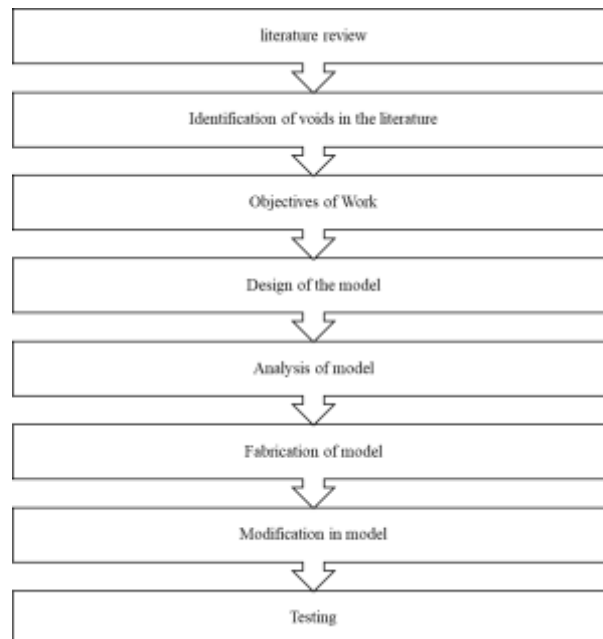 literature review
Identification of voids in the literature
Objectives of Work
Design of the model
Analysis of model
Fabrication of model
Modification in model
Testing